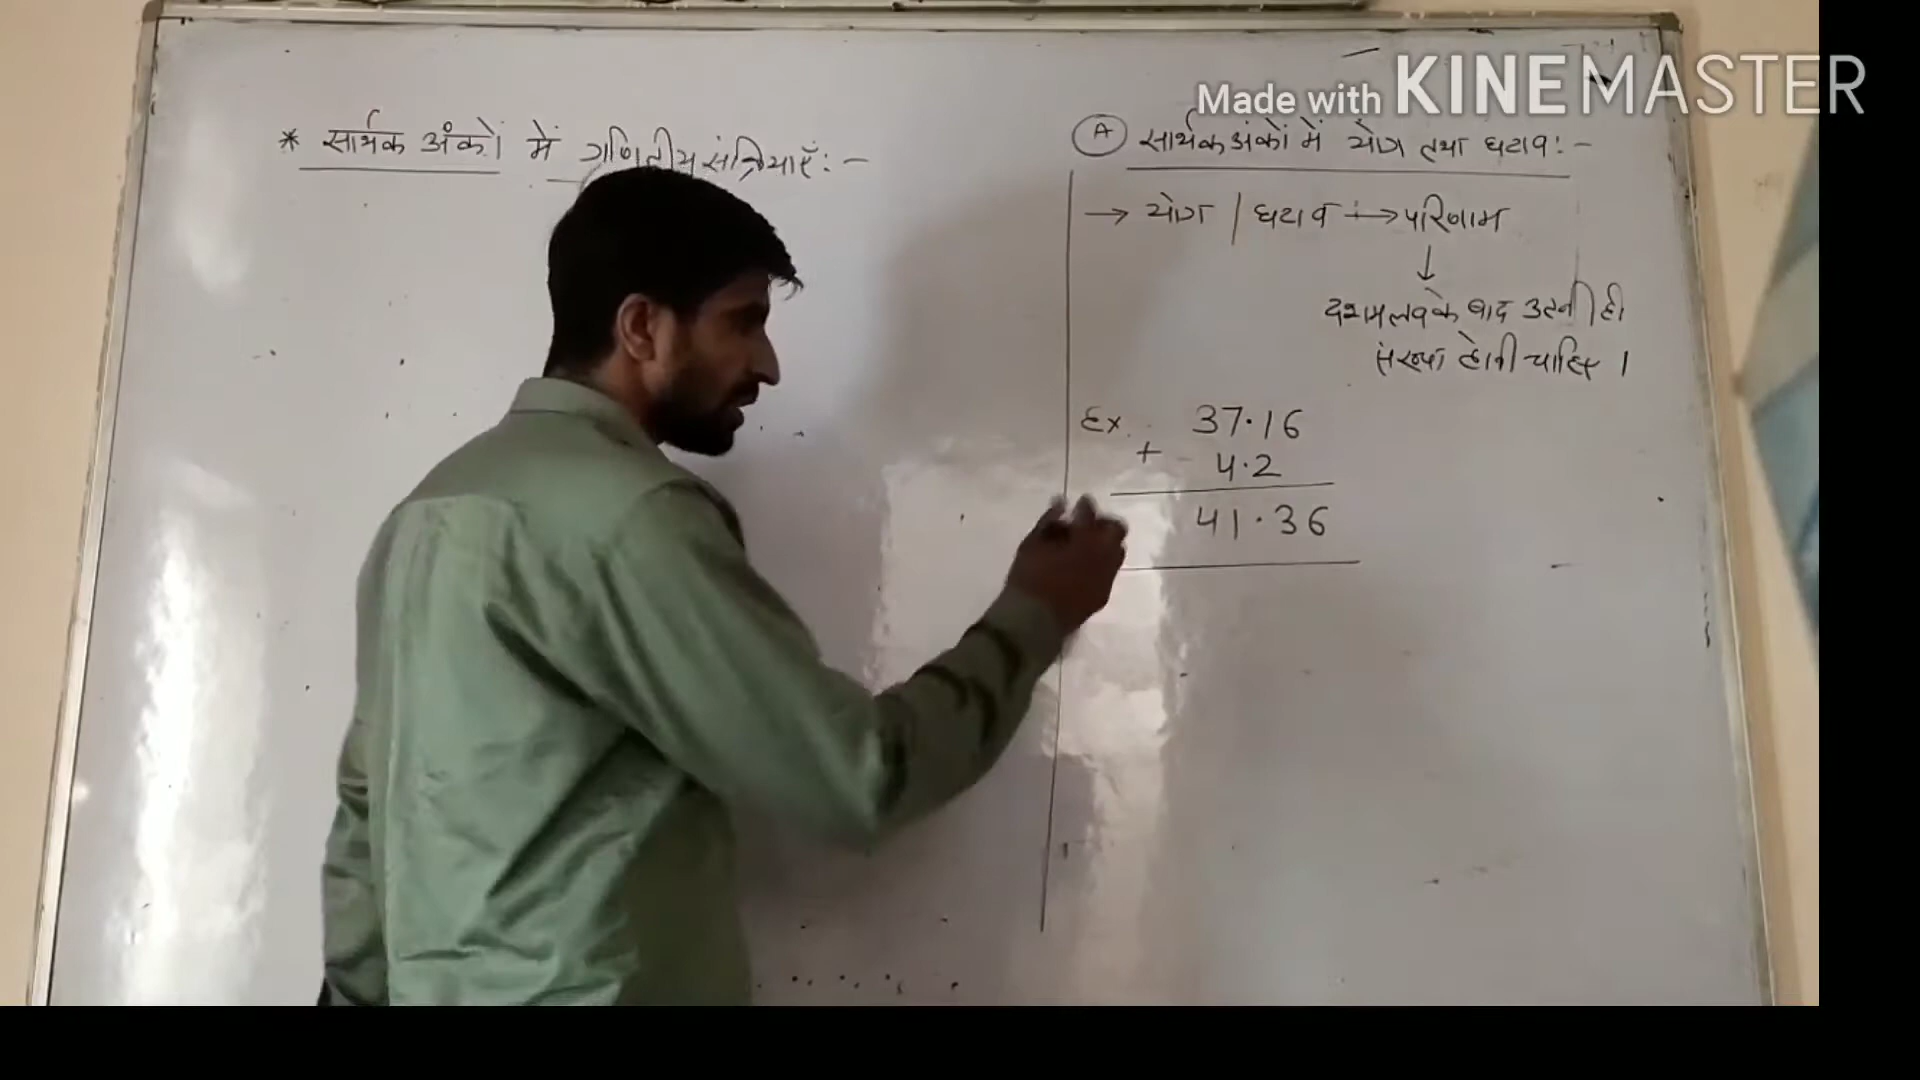 Made with KINEMASTER
* सार्थक अंकों में गणितीय संक्रियाएँ :-
A सार्थक अंकों में योग तथा घटाव :-
→ योग | घटाव → परिणाम
↓
दशमलव के बाद उतनी ही
संख्या होनी चाहिए ।
Ex. 37.16
+ 4.2
41.36